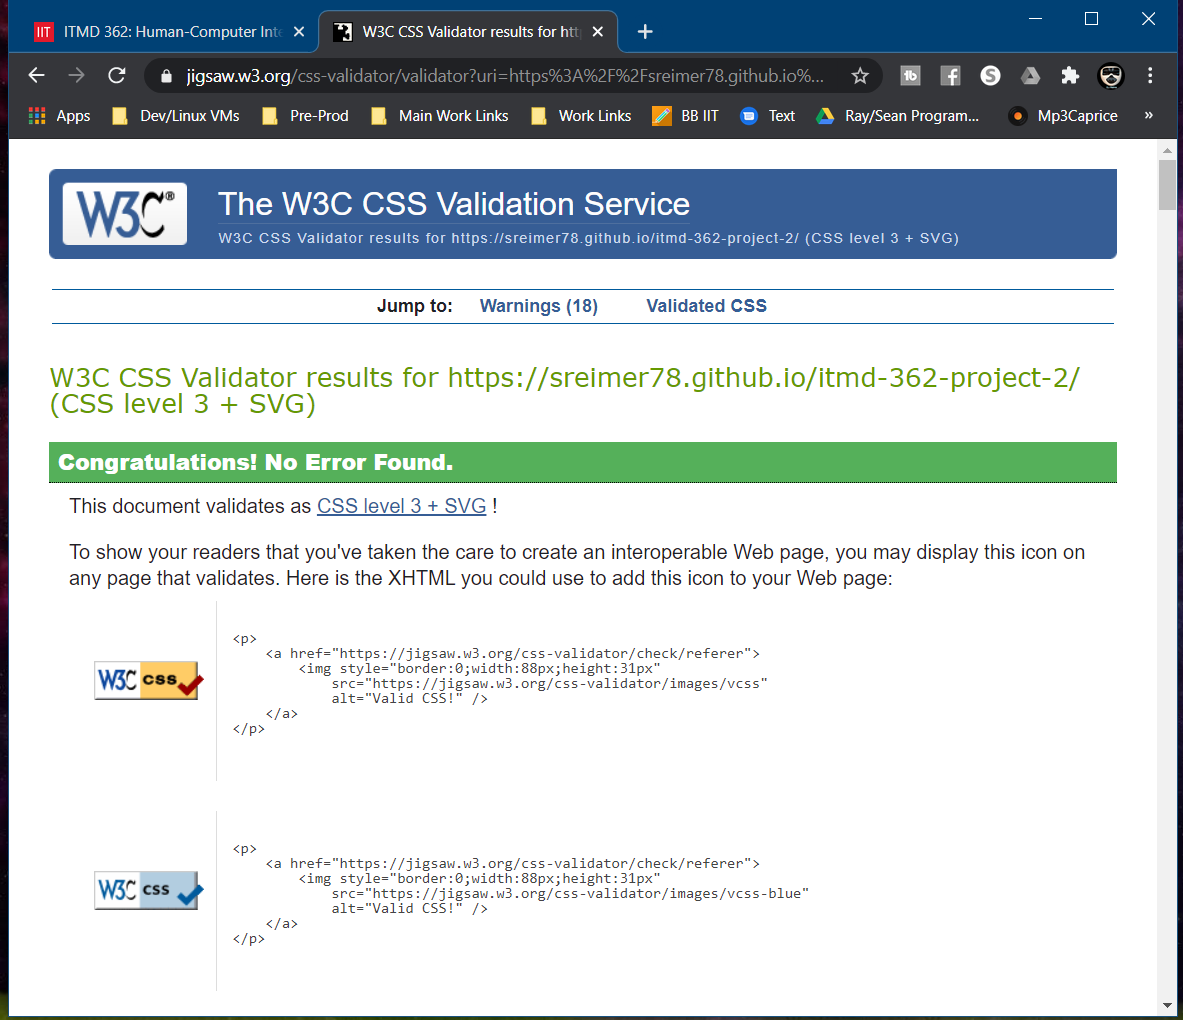 IIT ITMD 362: Human-Computer Inte
W3C CSS Validator results for htt
jigsaw.w3.org/css-validator/validator?uri=https%3A%2F%2Fsreimer78.github.io%...
Apps Dev/Linux VMs Pre-Prod Main Work Links Work Links BB IIT Text Ray/Sean Program... Mp3Caprice »
W3C®
The W3C CSS Validation Service
W3C CSS Validator results for https://sreimer78.github.io/itmd-362-project-2/ (CSS level 3 + SVG)
Jump to: Warnings (18) Validated CSS
W3C CSS Validator results for https://sreimer78.github.io/itmd-362-project-2/
(CSS level 3 + SVG)
Congratulations! No Error Found.
This document validates as CSS level 3 + SVG !
To show your readers that you've taken the care to create an interoperable Web page, you may display this icon on
any page that validates. Here is the XHTML you could use to add this icon to your Web page:
W3C css
<p>
<a href="https://jigsaw.w3.org/css-validator/check/referer">
<img style="border:0;width:88px;height:31px"
src="https://jigsaw.w3.org/css-validator/images/vcss"
alt="Valid CSS!" />
</a>
</p>
W3C css
<p>
<a href="https://jigsaw.w3.org/css-validator/check/referer">
<img style="border:0;width:88px;height:31px"
src="https://jigsaw.w3.org/css-validator/images/vcss-blue"
alt="Valid CSS!" />
</a>
</p>